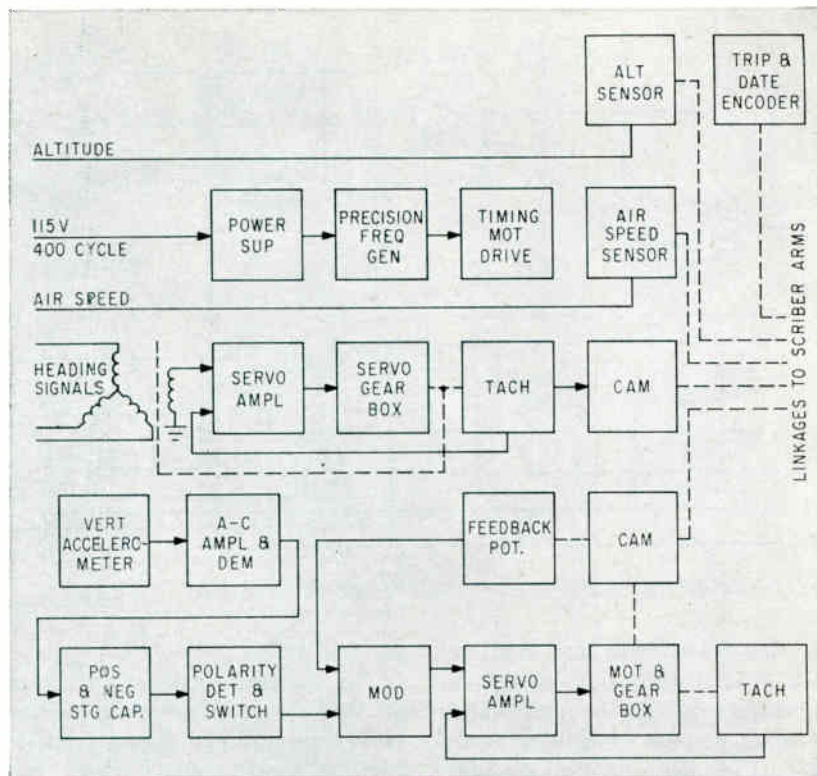 ALT
SENSOR
TRIP &
DATE
ENCODER
ALTITUDE
115V
400 CYCLE
POWER
SUP
PRECISION
FREQ
GEN
TIMING
MOT
DRIVE
AIR
SPEED
SENSOR
AIR SPEED
HEADING
SIGNALS
SERVO
AMPL
SERVO
GEAR
BOX
TACH
CAM
LINKAGES TO SCRIBER ARMS
VERT
ACCELERO-
METER
A-C
AMPL &
DEM
FEEDBACK
POT.
CAM
POS
& NEG
STG CAP.
POLARITY
DET &
SWITCH
MOD
SERVO
AMPL
MOT &
GEAR
BOX
TACH